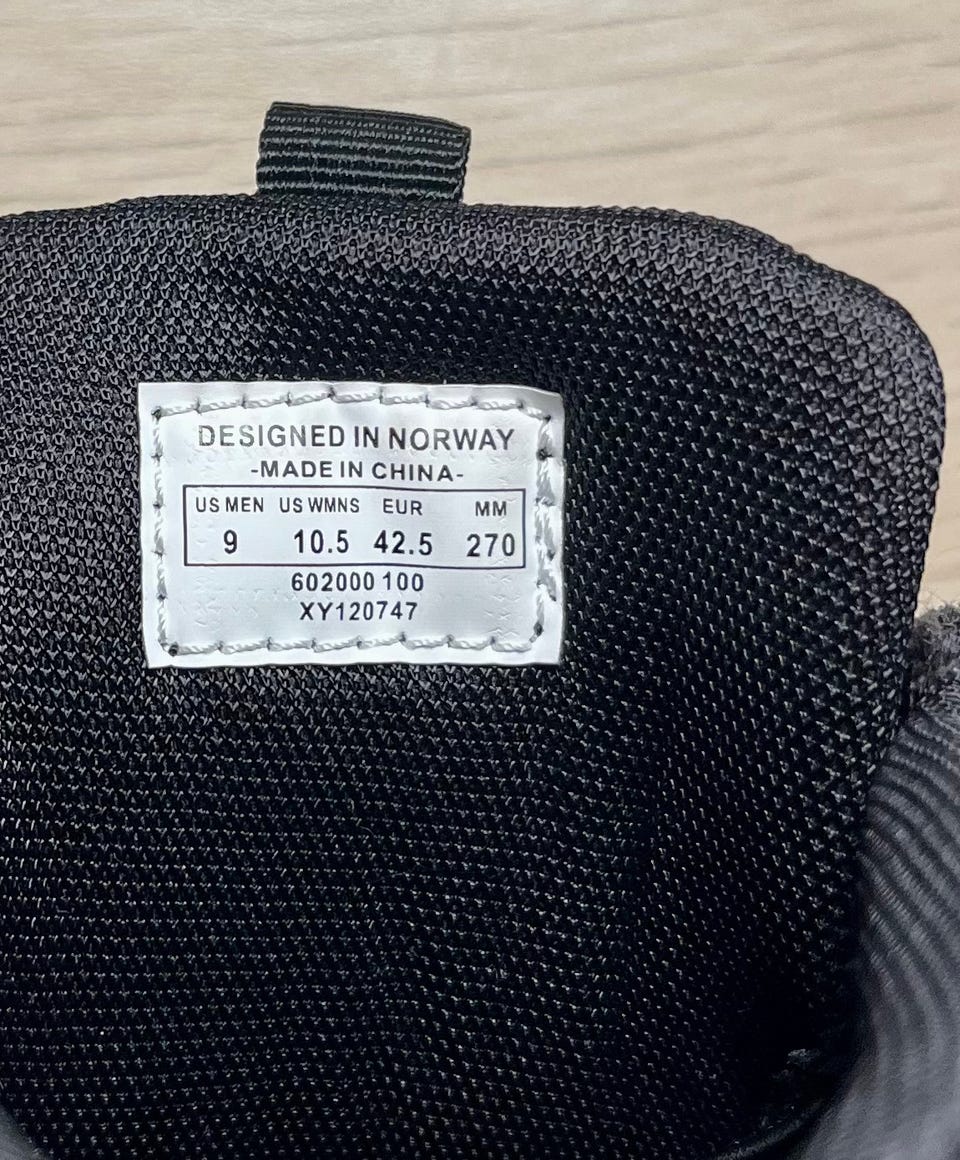 DESIGNED IN NORWAY
-MADE IN CHINA-
US MEN US WMNS EUR MM
9 10.5 42.5 270
602000 100
XY120747